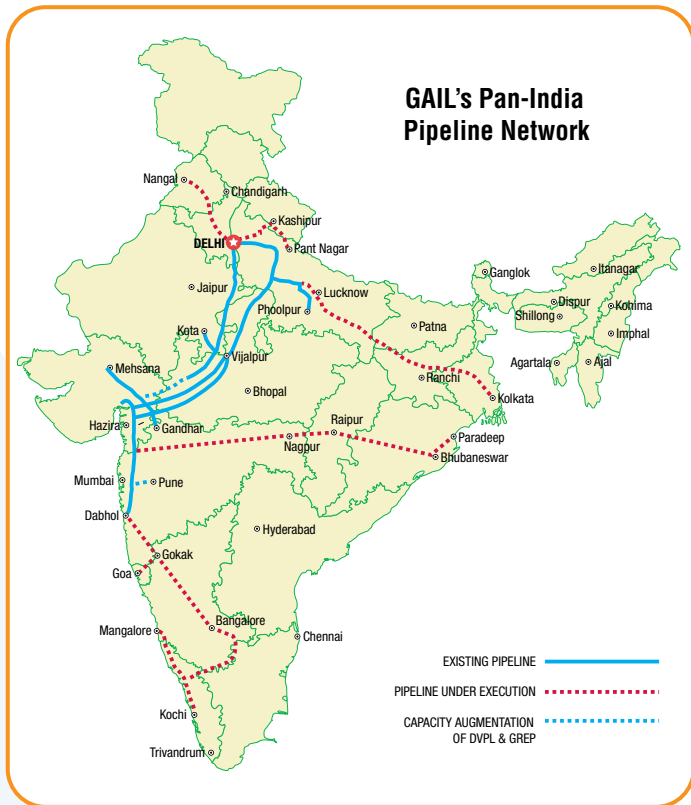 GAIL's Pan-India
Pipeline Network
Nangal
Chandigarh
Kashipur
DELHI
Pant Nagar
Ganglok
Itanagar
Jaipur
Lucknow
Phoolpur
Dispur
Kohima
Shillong
Kota
Patna
Imphal
Vijalpur
Mehsana
Agartala
Ajal
Ranchi
Bhopal
Kolkata
Hazira
Gandhar
Raipur
Paradeep
Nagpur
Bhubaneswar
Mumbai
Pune
Dabhol
Hyderabad
Gokak
Goa
Bangalore
Mangalore
Chennai
EXISTING PIPELINE
PIPELINE UNDER EXECUTION
Kochi
CAPACITY AUGMENTATION
OF DVPL & GREP
Trivandrum